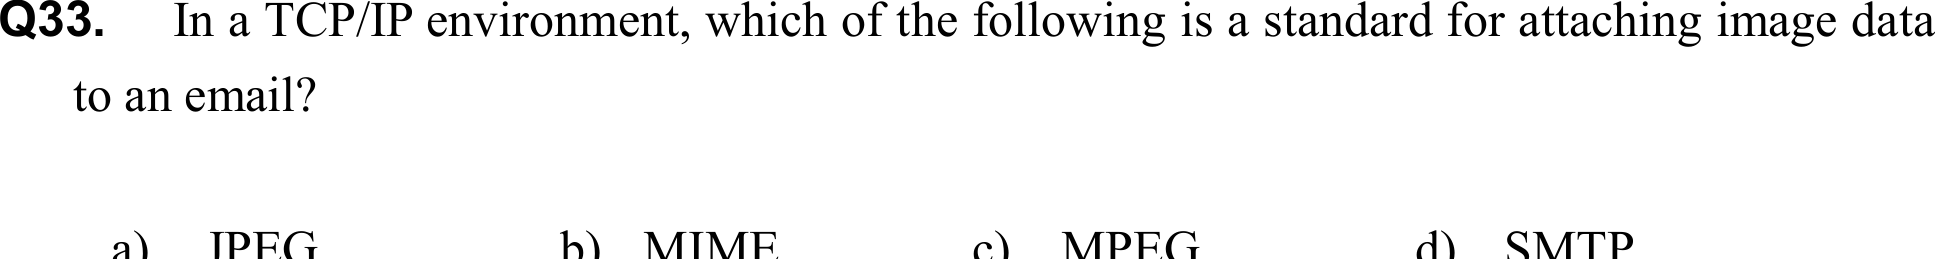 Q33. In a TCP/IP environment, which of the following is a standard for attaching image data
to an email?
a) JPEG b) MIME c) MPEG d) SMTP